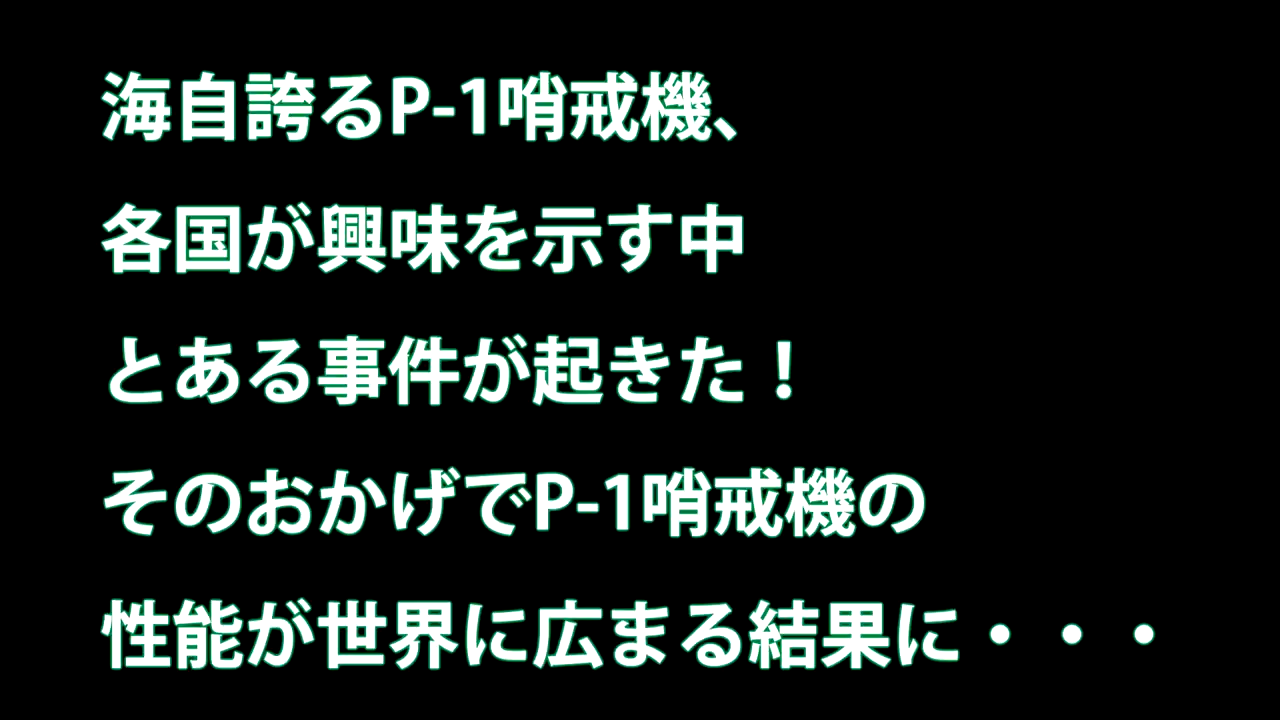 海自誇るP-1哨戒機、
各国が興味を示す中
とある事件が起きた！
そのおかげでP-1哨戒機の
性能が世界に広まる結果に・・・